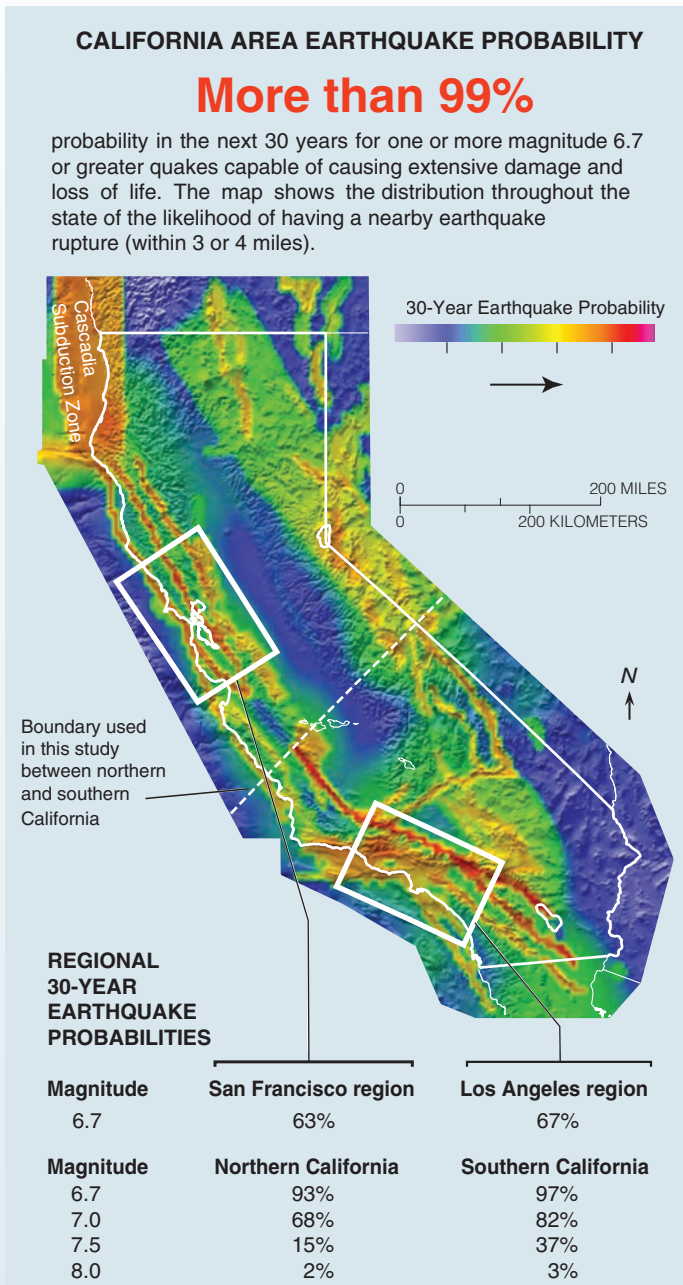 CALIFORNIA AREA EARTHQUAKE PROBABILITY
More than 99%
probability in the next 30 years for one or more magnitude 6.7
or greater quakes capable of causing extensive damage and
loss of life. The map shows the distribution throughout the
state of the likelihood of having a nearby earthquake
rupture (within 3 or 4 miles).
Cascadia
Subduction Zone
30-Year Earthquake Probability
0 200 MILES
0 200 KILOMETERS
N
Boundary used
in this study
between northern
and southern
California
REGIONAL
30-YEAR
EARTHQUAKE
PROBABILITIES
Magnitude San Francisco region Los Angeles region
6.7 63% 67%
Magnitude Northern California Southern California
6.7 93% 97%
7.0 68% 82%
7.5 15% 37%
8.0 2% 3%